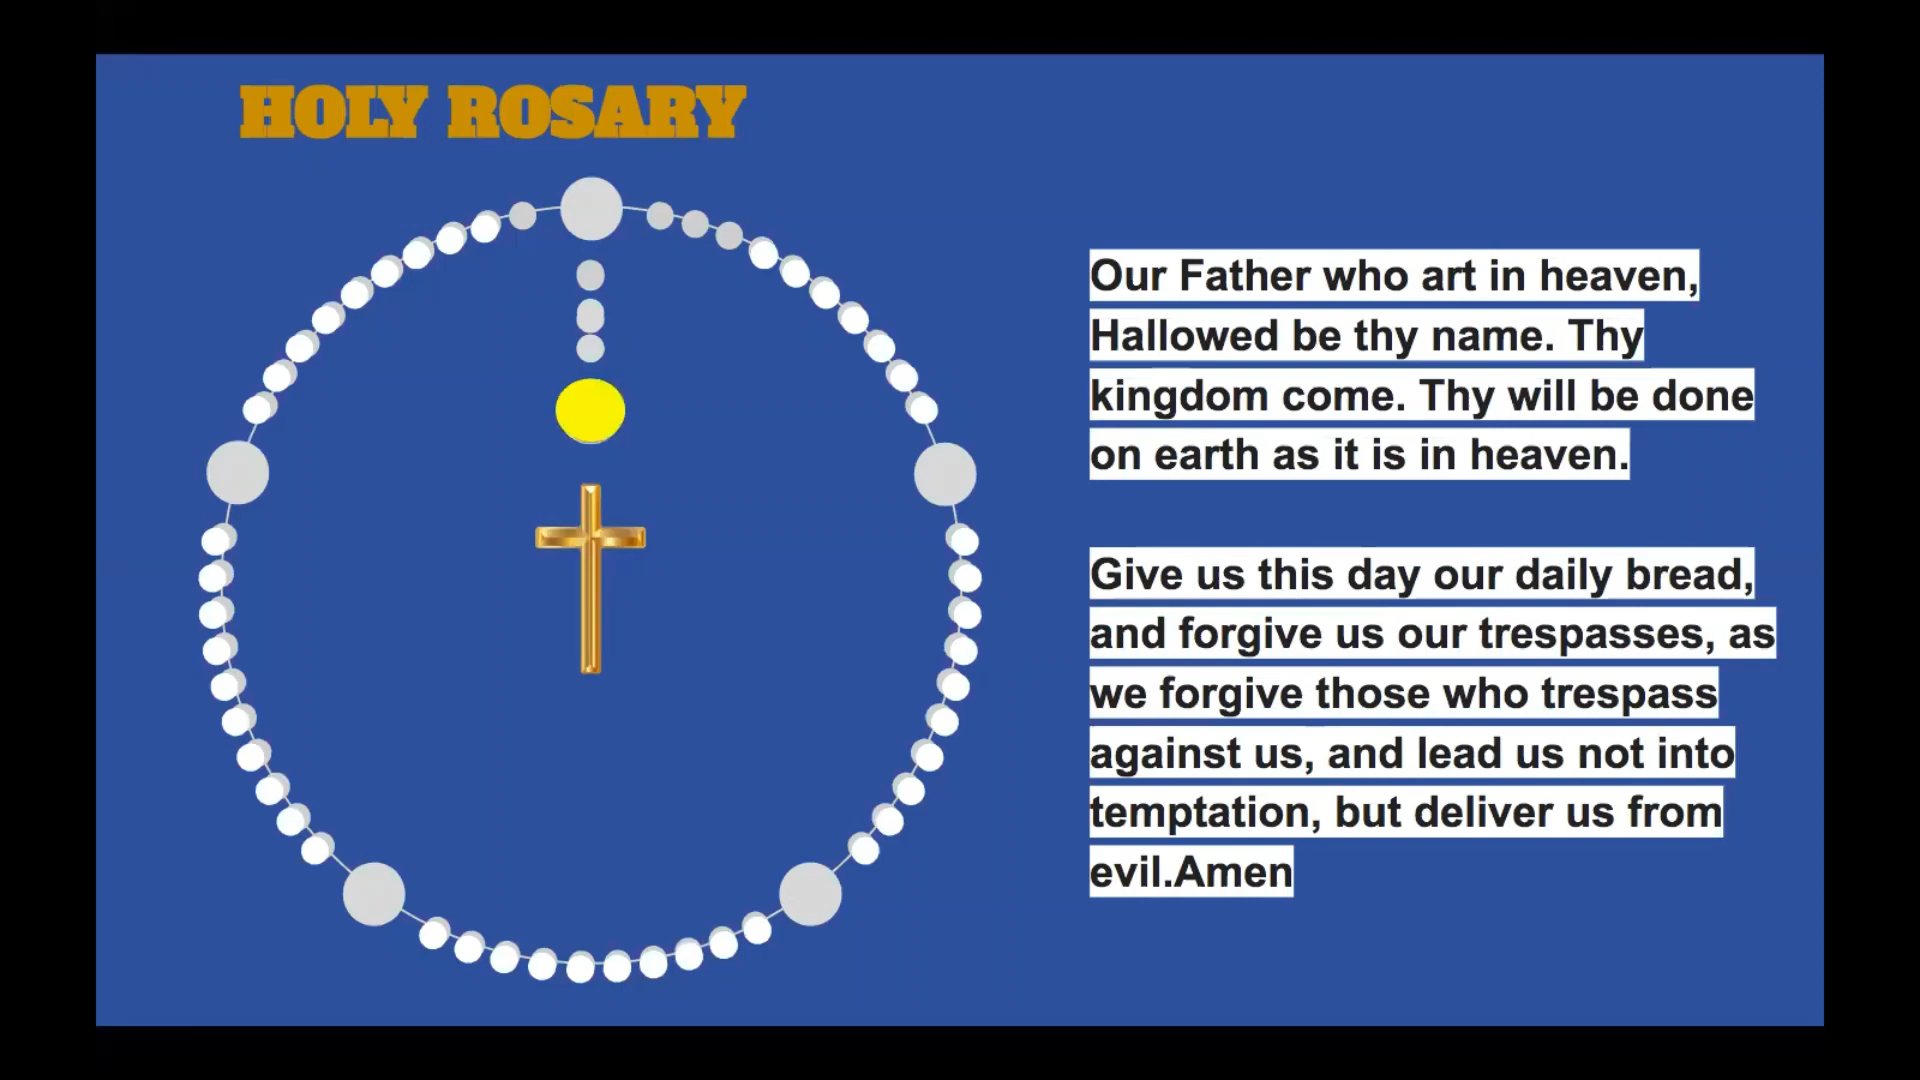 HOLY ROSARY
Our Father who art in heaven,
Hallowed be thy name. Thy
kingdom come. Thy will be done
on earth as it is in heaven.
Give us this day our daily bread,
and forgive us our trespasses, as
we forgive those who trespass
against us, and lead us not into
temptation, but deliver us from
evil.Amen